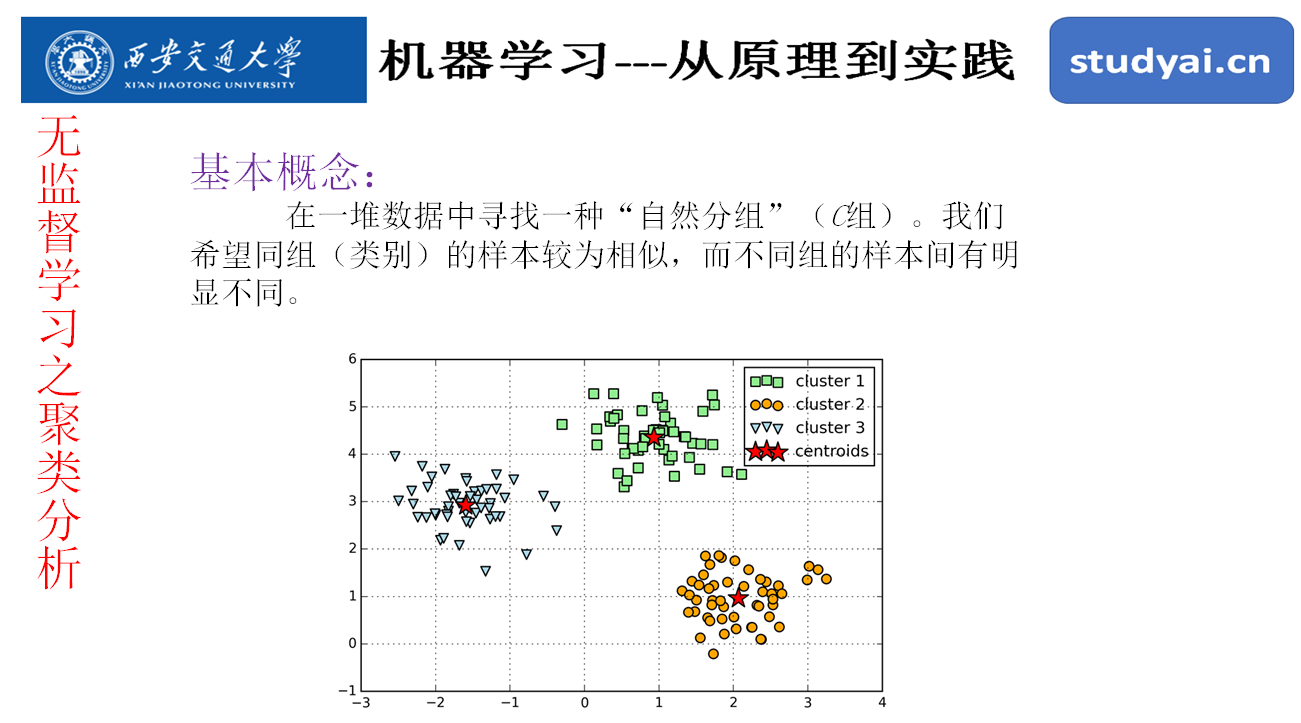 西安交通大学
XI'AN JIAOTONG UNIVERSITY
机器学习---从原理到实践
studyai.cn
无监督学习之聚类分析
基本概念：
在一堆数据中寻找一种“自然分组”（C组）。我们
希望同组（类别）的样本较为相似，而不同组的样本间有明
显不同。
6
5
4
3
2
1
0
−1
−3
−2
−1
0
1
2
3
4
cluster 1
cluster 2
cluster 3
centroids